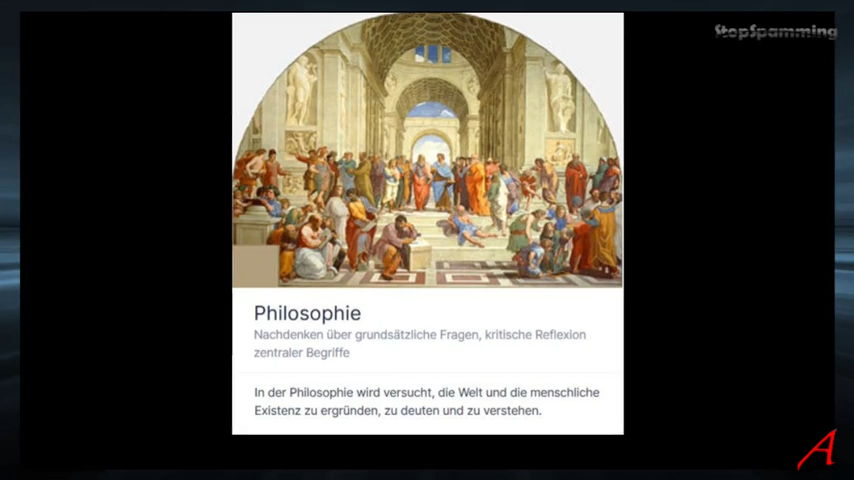 StopSpamming
Philosophie
Nachdenken über grundsätzliche Fragen, kritische Reflexion
zentraler Begriffe
In der Philosophie wird versucht, die Welt und die menschliche
Existenz zu ergründen, zu deuten und zu verstehen.
A